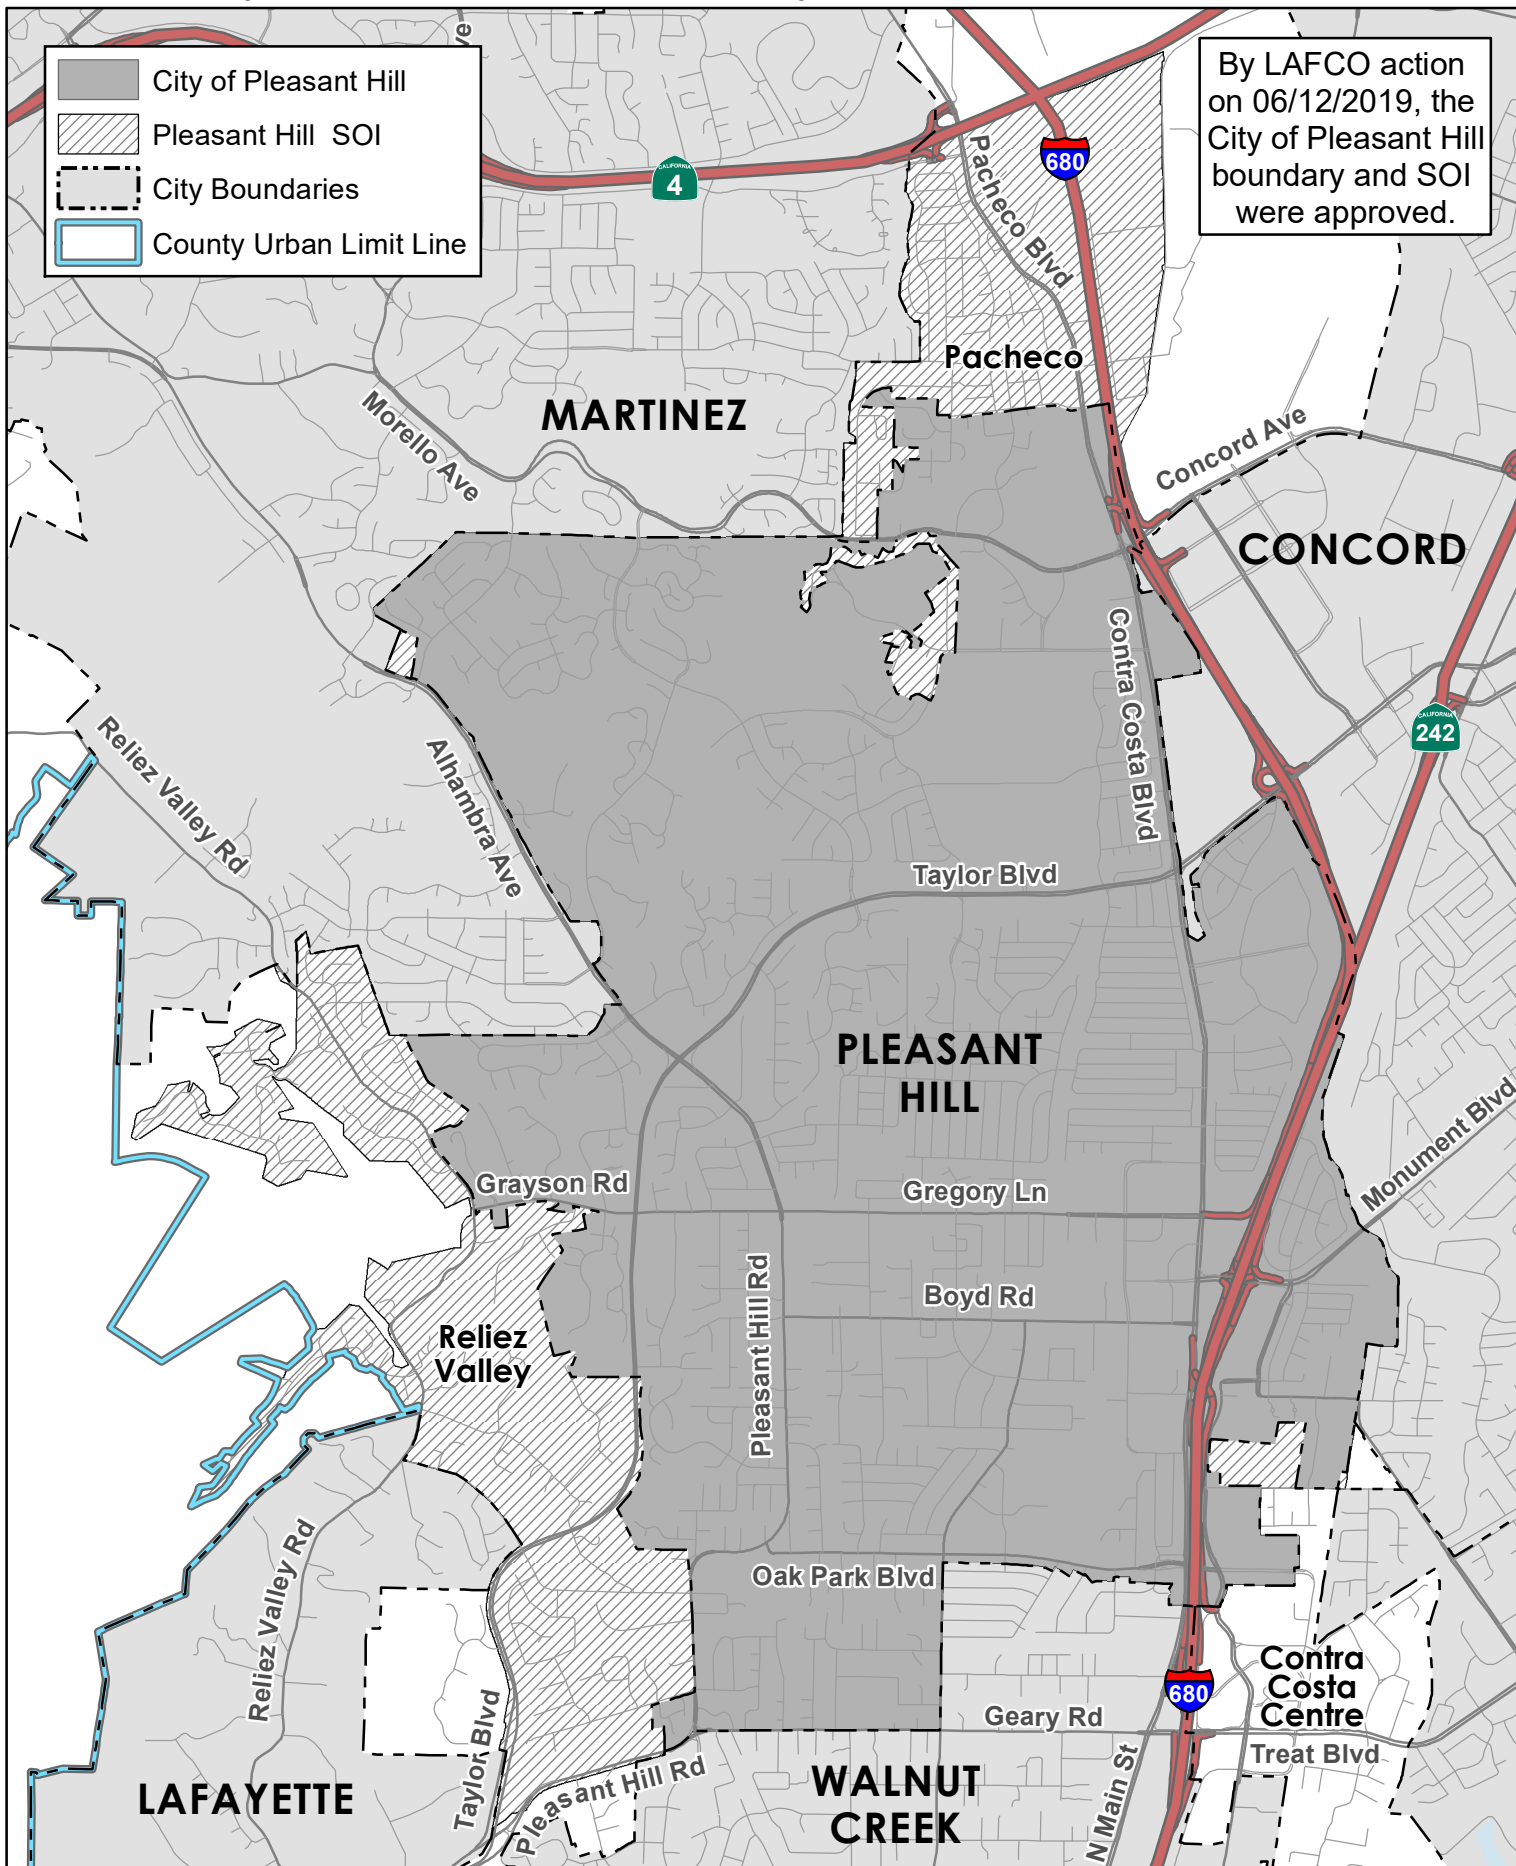 City of Pleasant Hill
Pleasant Hill SOI
City Boundaries
County Urban Limit Line
By LAFCO action
on 06/12/2019, the
City of Pleasant Hill
boundary and SOI
were approved.
CALIFORNIA
4
680
Pacheco Blvd
Pacheco
MARTINEZ
Morello Ave
Concord Ave
CONCORD
Contra Costa Blvd
CALIFORNIA
242
Reliez Valley Rd
Alhambra Ave
Taylor Blvd
PLEASANT
HILL
Monument Blvd
Grayson Rd
Gregory Ln
Pleasant Hill Rd
Boyd Rd
Reliez
Valley
Oak Park Blvd
Reliez Valley Rd
Taylor Blvd
680
Contra
Costa
Centre
Geary Rd
Treat Blvd
N Main St
Pleasant Hill Rd
LAFAYETTE
WALNUT
CREEK